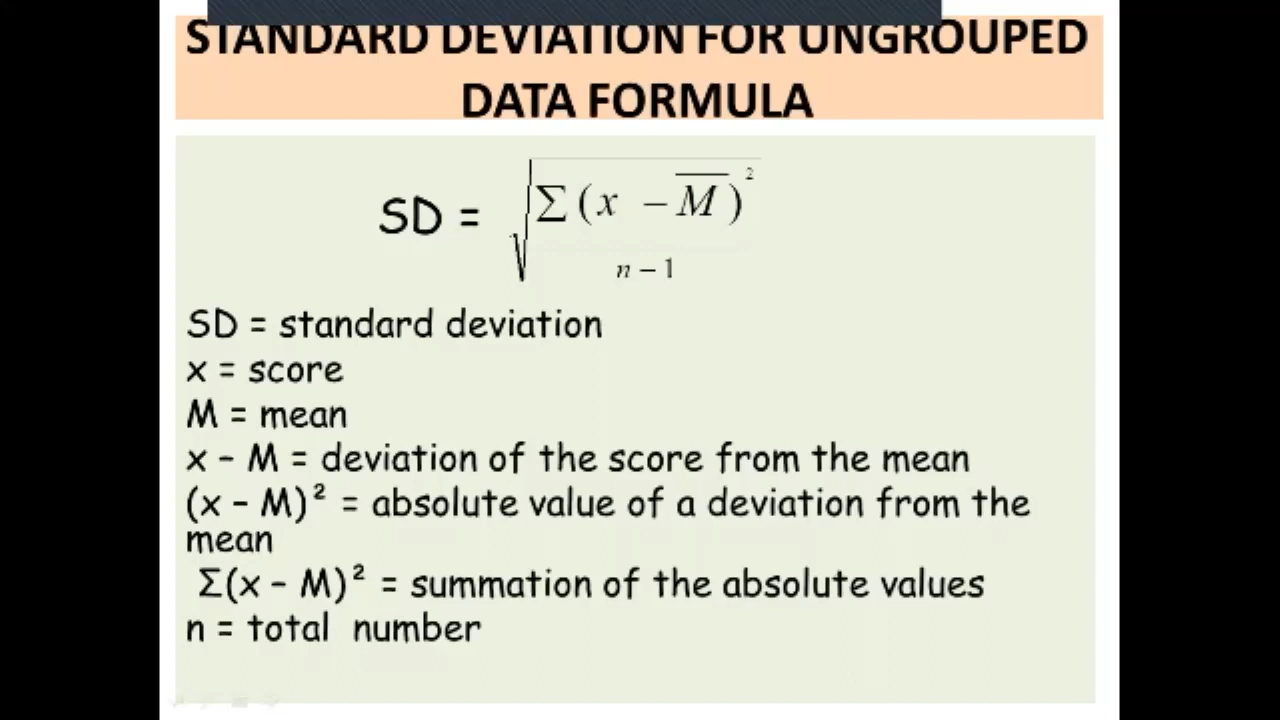 STANDARD DEVIATION FOR UNGROUPED
DATA FORMULA
SD = √ Σ (x − M̅)²
n − 1
SD = standard deviation
x = score
M = mean
x – M = deviation of the score from the mean
(x – M)² = absolute value of a deviation from the
mean
Σ(x – M)² = summation of the absolute values
n = total number